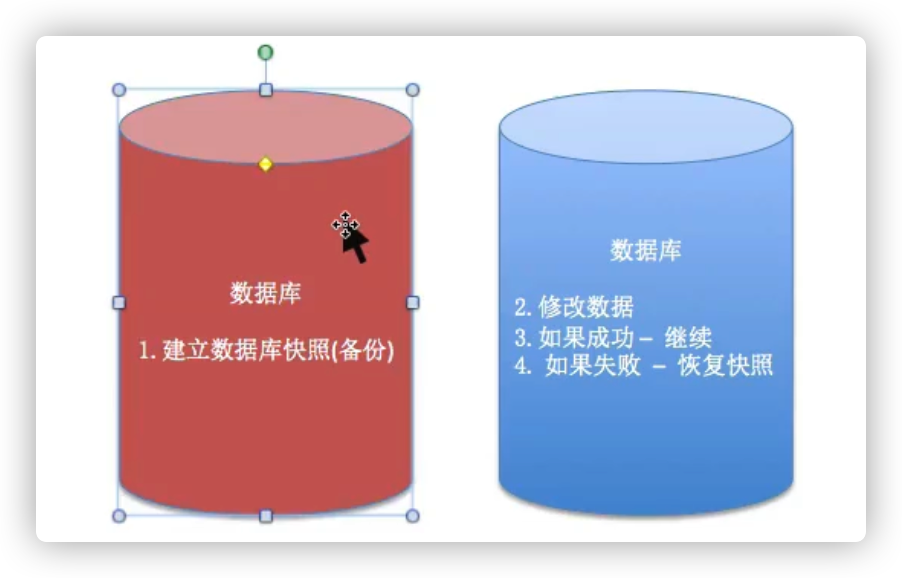 数据库
1. 建立数据库快照(备份)
数据库
2. 修改数据
3. 如果成功 – 继续
4. 如果失败 – 恢复快照